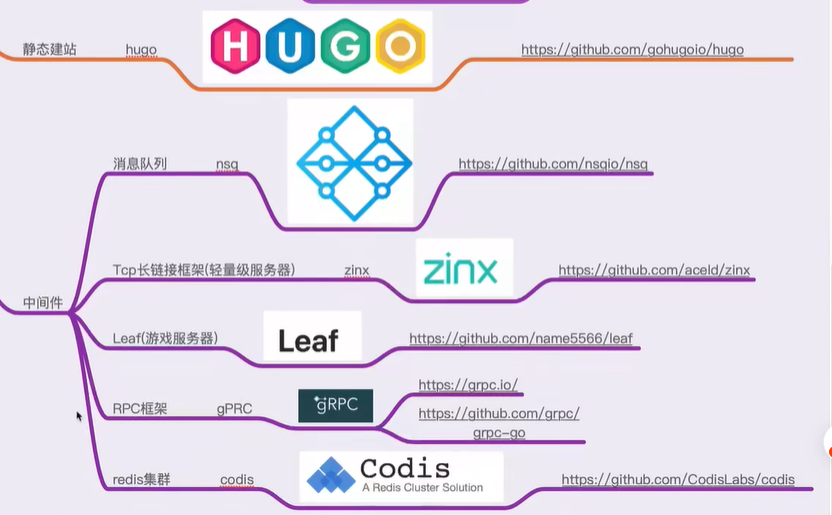 静态建站
hugo
HUGO
https://github.com/gohugoio/hugo
消息队列
nsq
https://github.com/nsqio/nsq
Tcp长链接框架(轻量级服务器)
zinx
zinx
https://github.com/aceld/zinx
中间件
Leaf(游戏服务器)
Leaf
https://github.com/name5566/leaf
RPC框架
gPRC
gRPC
https://grpc.io/
https://github.com/grpc/
grpc-go
redis集群
codis
Codis
A Redis Cluster Solution
https://github.com/CodisLabs/codis